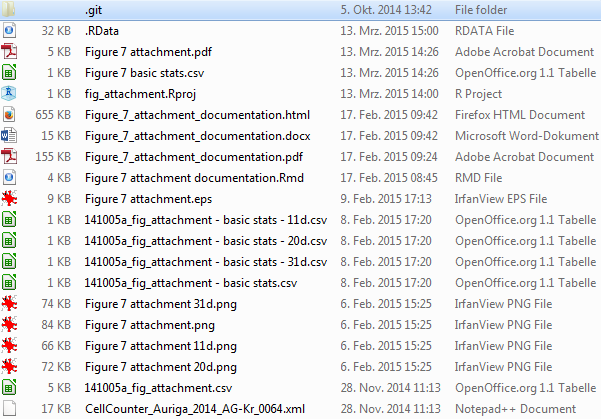 .git 5. Okt. 2014 13:42 File folder
32 KB .RData 13. Mrz. 2015 15:00 RDATA File
5 KB Figure 7 attachment.pdf 13. Mrz. 2015 14:26 Adobe Acrobat Document
1 KB Figure 7 basic stats.csv 13. Mrz. 2015 14:26 OpenOffice.org 1.1 Tabelle
1 KB fig_attachment.Rproj 13. Mrz. 2015 14:00 R Project
655 KB Figure_7_attachment_documentation.html 17. Feb. 2015 09:42 Firefox HTML Document
15 KB Figure_7_attachment_documentation.docx 17. Feb. 2015 09:42 Microsoft Word-Dokument
155 KB Figure_7_attachment_documentation.pdf 17. Feb. 2015 09:24 Adobe Acrobat Document
4 KB Figure 7 attachment documentation.Rmd 17. Feb. 2015 08:45 RMD File
9 KB Figure 7 attachment.eps 9. Feb. 2015 17:13 IrfanView EPS File
1 KB 141005a_fig_attachment - basic stats - 11d.csv 8. Feb. 2015 17:20 OpenOffice.org 1.1 Tabelle
1 KB 141005a_fig_attachment - basic stats - 20d.csv 8. Feb. 2015 17:20 OpenOffice.org 1.1 Tabelle
1 KB 141005a_fig_attachment - basic stats - 31d.csv 8. Feb. 2015 17:20 OpenOffice.org 1.1 Tabelle
1 KB 141005a_fig_attachment - basic stats.csv 8. Feb. 2015 17:20 OpenOffice.org 1.1 Tabelle
74 KB Figure 7 attachment 31d.png 6. Feb. 2015 15:25 IrfanView PNG File
84 KB Figure 7 attachment.png 6. Feb. 2015 15:25 IrfanView PNG File
66 KB Figure 7 attachment 11d.png 6. Feb. 2015 15:25 IrfanView PNG File
72 KB Figure 7 attachment 20d.png 6. Feb. 2015 15:25 IrfanView PNG File
5 KB 141005a_fig_attachment.csv 28. Nov. 2014 11:13 OpenOffice.org 1.1 Tabelle
17 KB CellCounter_Auriga_2014_AG-Kr_0064.xml 28. Nov. 2014 11:13 Notepad++ Document